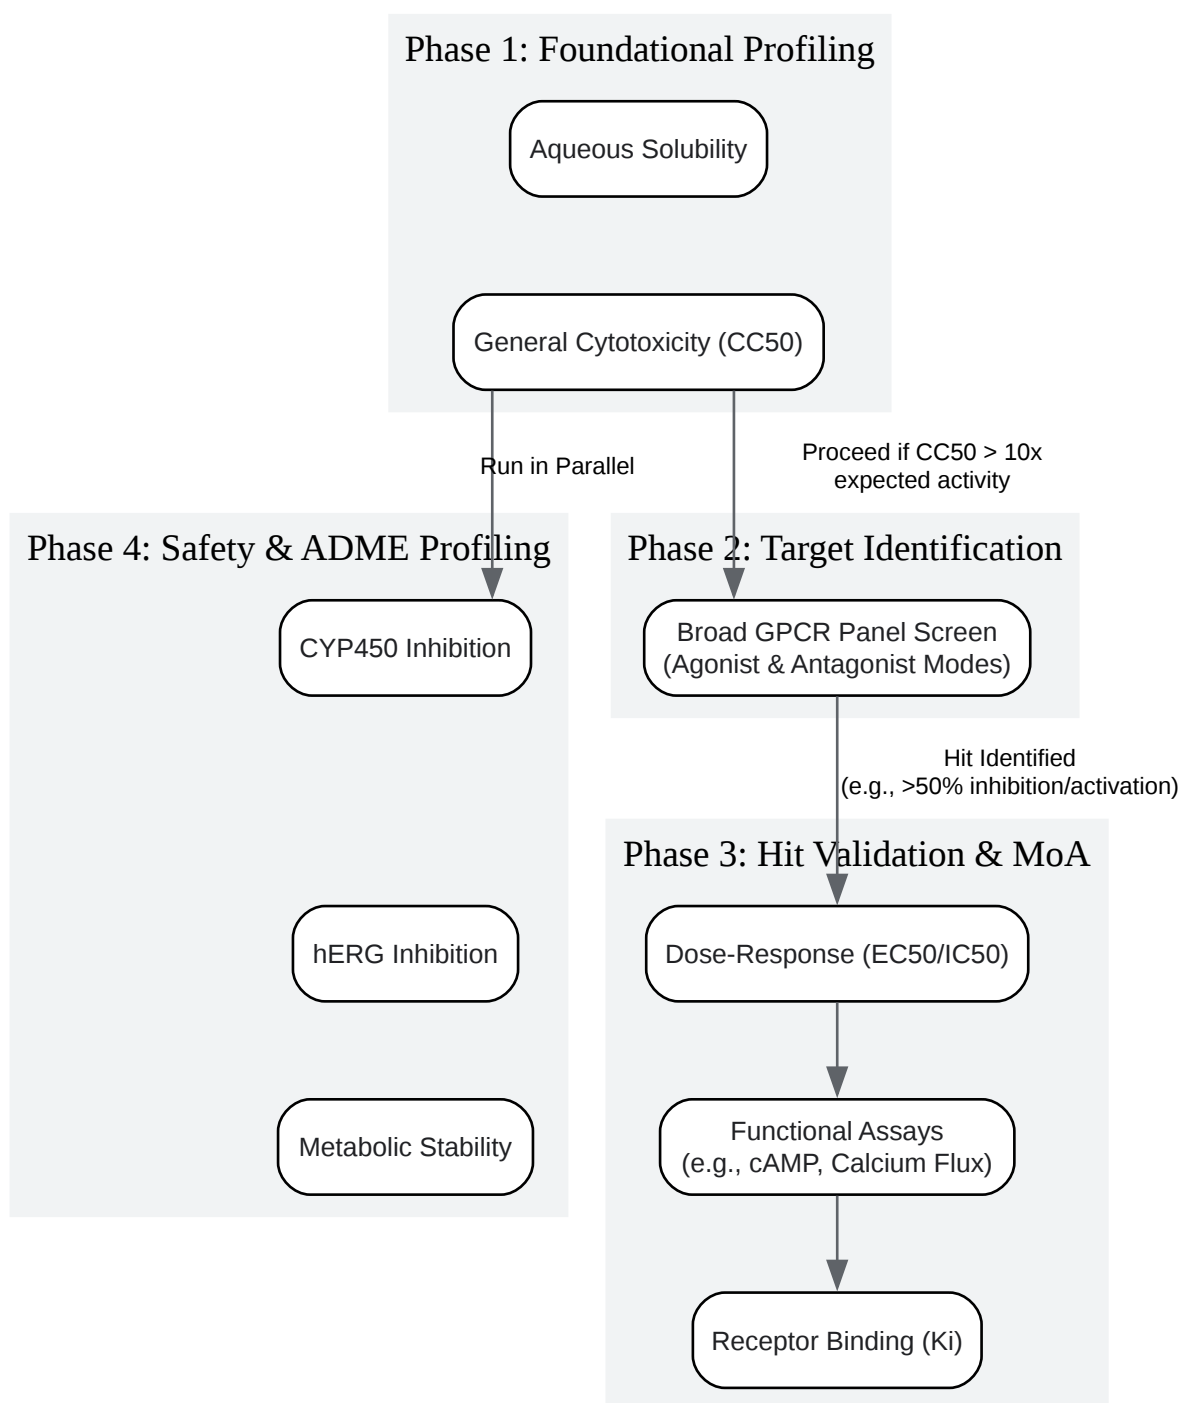 Phase 1: Foundational Profiling
Aqueous Solubility
General Cytotoxicity (CC50)
Run in Parallel
Proceed if CC50 > 10x
expected activity
Phase 4: Safety & ADME Profiling
CYP450 Inhibition
hERG Inhibition
Metabolic Stability
Phase 2: Target Identification
Broad GPCR Panel Screen
(Agonist & Antagonist Modes)
Hit Identified
(e.g., >50% inhibition/activation)
Phase 3: Hit Validation & MoA
Dose-Response (EC50/IC50)
Functional Assays
(e.g., cAMP, Calcium Flux)
Receptor Binding (Ki)